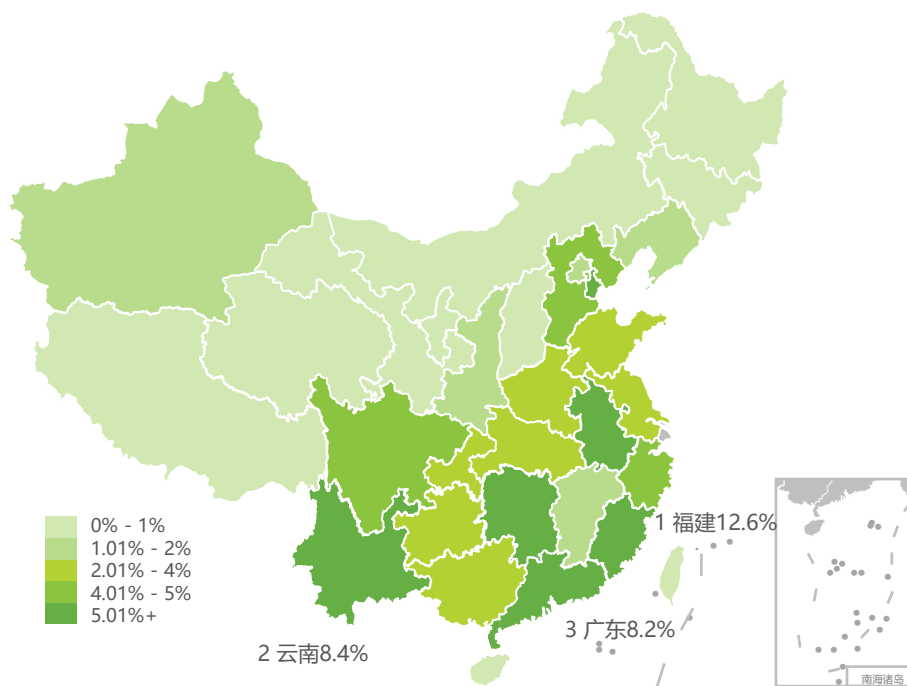 1 福建12.6%
0% - 1%
1.01% - 2%
2.01% - 4%
4.01% - 5%
5.01%+
2 云南8.4%
3 广东8.2%
南海诸岛